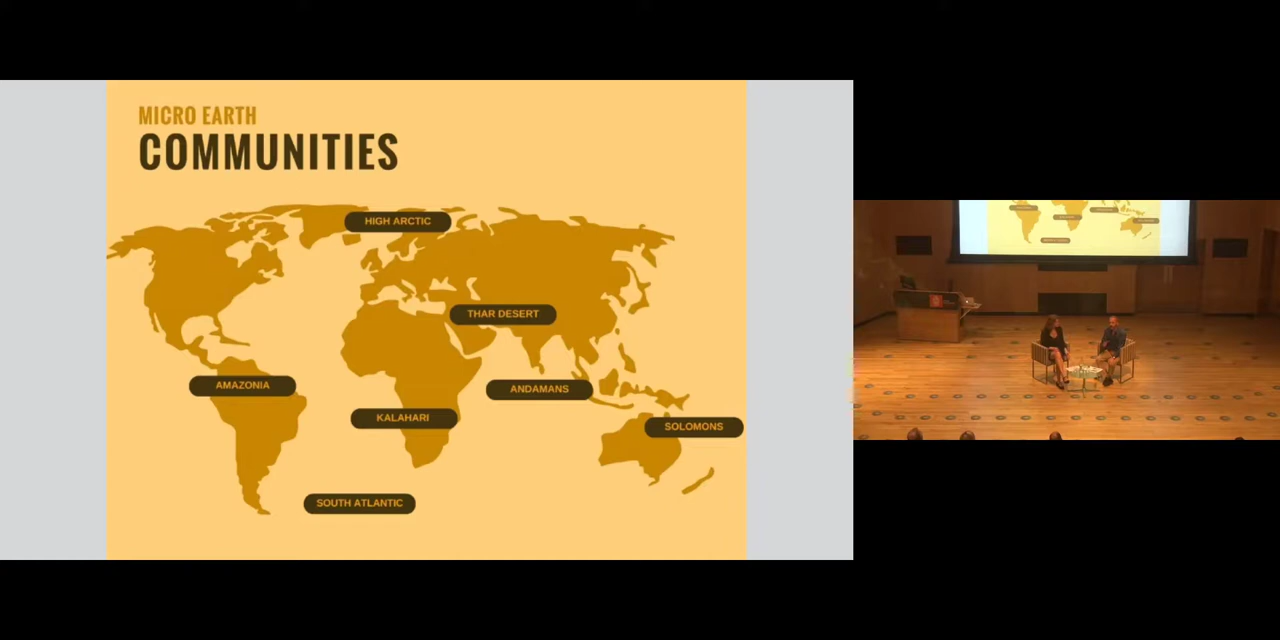 MICRO EARTH
COMMUNITIES
HIGH ARCTIC
THAR DESERT
AMAZONIA
ANDAMANS
KALAHARI
SOLOMONS
SOUTH ATLANTIC